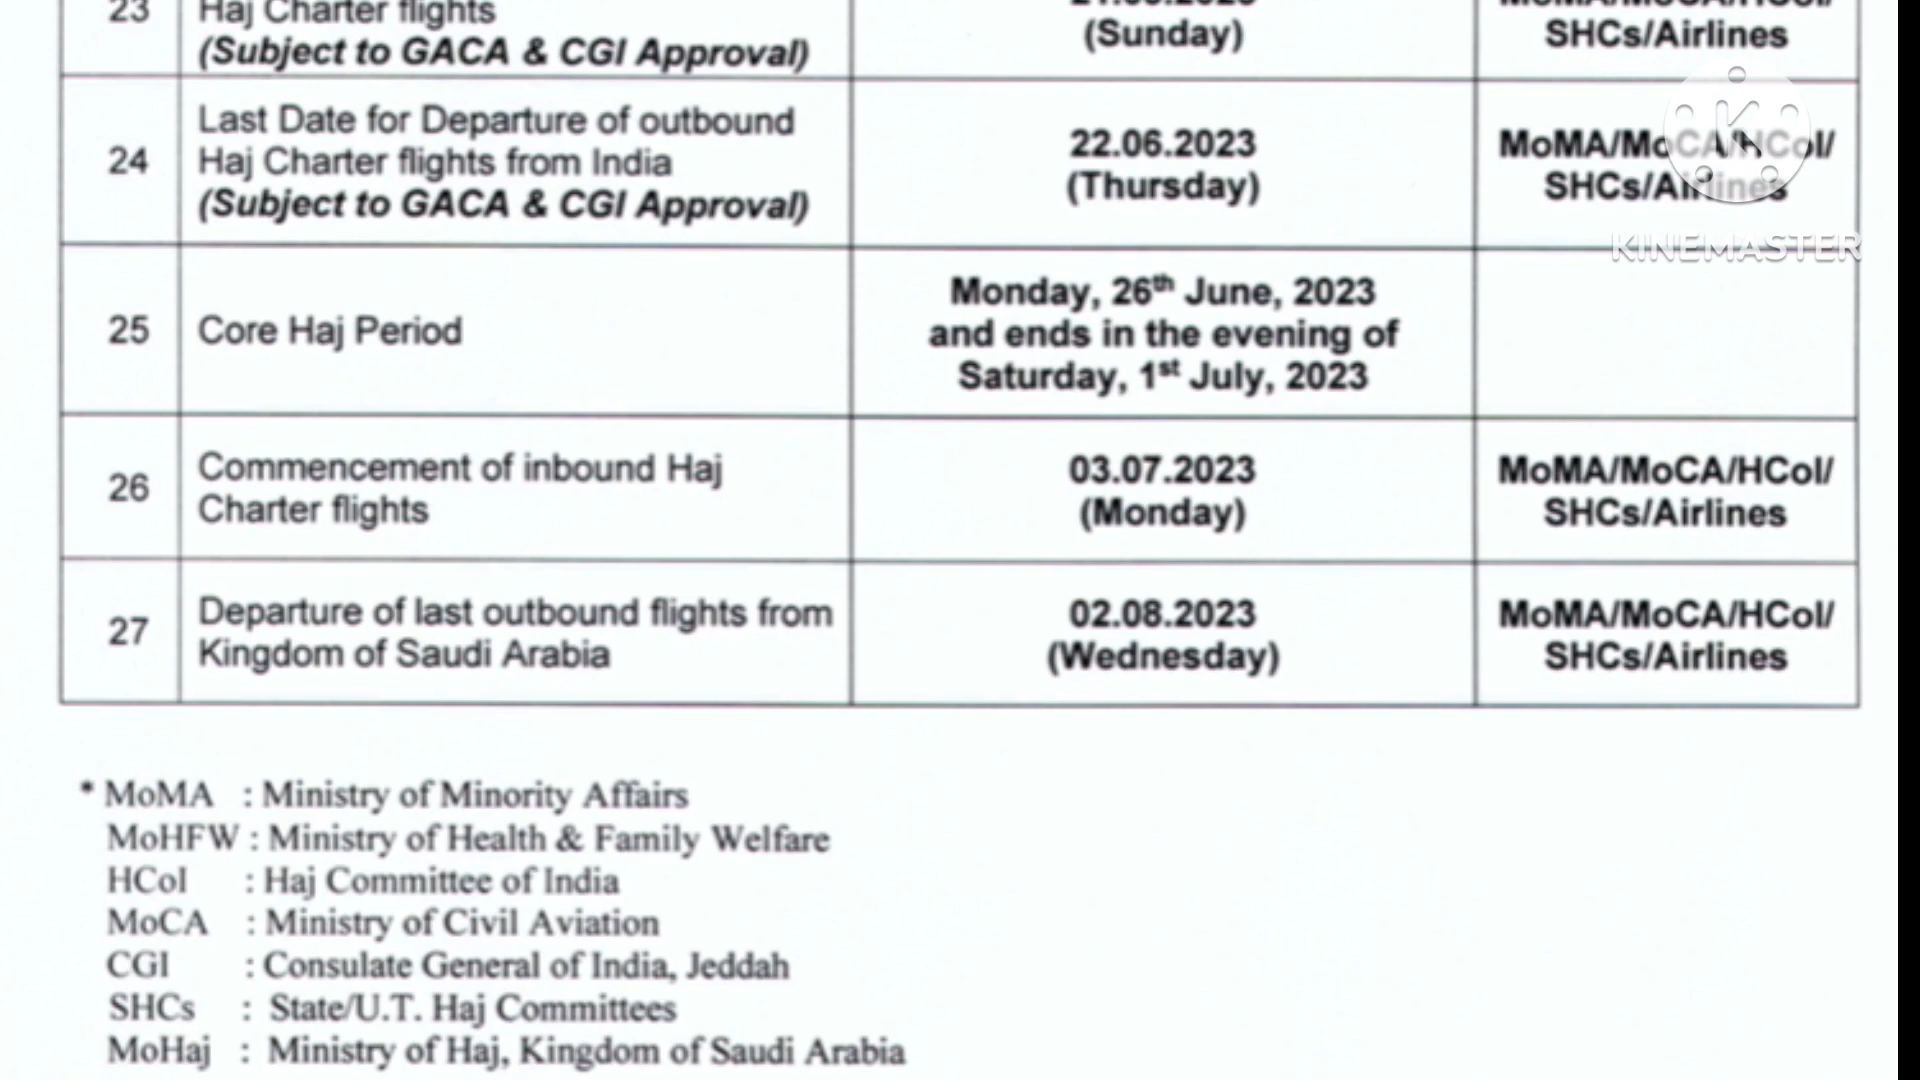 23
Haj Charter flights
(Subject to GACA & CGI Approval)
(Sunday)
SHCs/Airlines
24
Last Date for Departure of outbound
Haj Charter flights from India
(Subject to GACA & CGI Approval)
22.06.2023
(Thursday)
MoMA/MoCA/HCoI/
SHCs/Airlines
KINEMASTER
25
Core Haj Period
Monday, 26th June, 2023
and ends in the evening of
Saturday, 1st July, 2023
26
Commencement of inbound Haj
Charter flights
03.07.2023
(Monday)
MoMA/MoCA/HCoI/
SHCs/Airlines
27
Departure of last outbound flights from
Kingdom of Saudi Arabia
02.08.2023
(Wednesday)
MoMA/MoCA/HCoI/
SHCs/Airlines
* MoMA : Ministry of Minority Affairs
MoHFW : Ministry of Health & Family Welfare
HCoI : Haj Committee of India
MoCA : Ministry of Civil Aviation
CGI : Consulate General of India, Jeddah
SHCs : State/U.T. Haj Committees
MoHaj : Ministry of Haj, Kingdom of Saudi Arabia